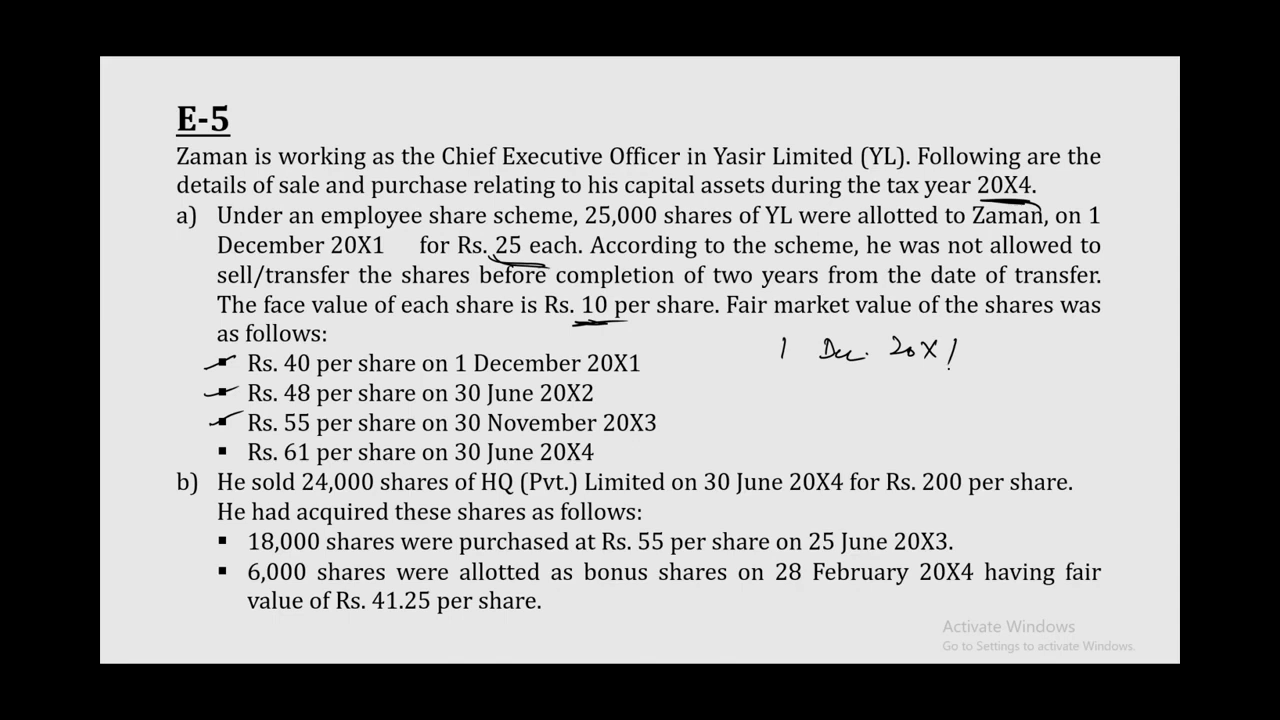 E-5
Zaman is working as the Chief Executive Officer in Yasir Limited (YL). Following are the
details of sale and purchase relating to his capital assets during the tax year 20X4.
a) Under an employee share scheme, 25,000 shares of YL were allotted to Zaman, on 1
December 20X1 for Rs. 25 each. According to the scheme, he was not allowed to
sell/transfer the shares before completion of two years from the date of transfer.
The face value of each share is Rs. 10 per share. Fair market value of the shares was
as follows:
1 Dec. 20X1
▪ Rs. 40 per share on 1 December 20X1
▪ Rs. 48 per share on 30 June 20X2
▪ Rs. 55 per share on 30 November 20X3
▪ Rs. 61 per share on 30 June 20X4
b) He sold 24,000 shares of HQ (Pvt.) Limited on 30 June 20X4 for Rs. 200 per share.
He had acquired these shares as follows:
▪ 18,000 shares were purchased at Rs. 55 per share on 25 June 20X3.
▪ 6,000 shares were allotted as bonus shares on 28 February 20X4 having fair
value of Rs. 41.25 per share.
Activate Windows
Go to Settings to activate Windows.